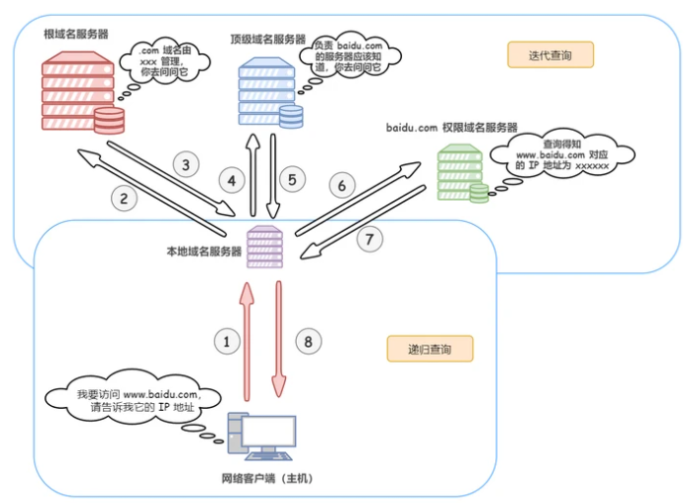 根域名服务器
.com 域名由
xxx 管理,
你去问问它
顶级域名服务器
负责 baidu.com
的服务器应该知
道,你去问问它
迭代查询
baidu.com 权限域名服务器
查询得知
www.baidu.com 对应
的 IP 地址为 xxxxxx
3
2
4
5
6
7
本地域名服务器
1
8
递归查询
我要访问 www.baidu.com,
请告诉我它的 IP 地址
网络客户端(主机)